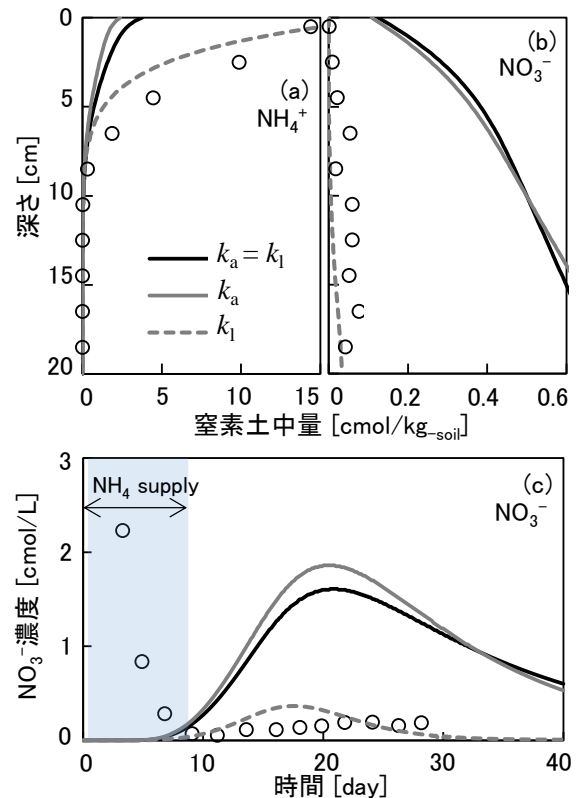 0
(a)
NH₄⁺
(b)
NO₃⁻
5
10
15
20
深さ [cm]
kₐ = kₗ
kₐ
kₗ
0 5 10 15 0 0.2 0.4 0.6
窒素土中量 [cmol/kg₋soil]
3
NH₄ supply
(c)
NO₃⁻
2
1
0
NO₃⁻濃度 [cmol/L]
0 10 20 30 40
時間 [day]